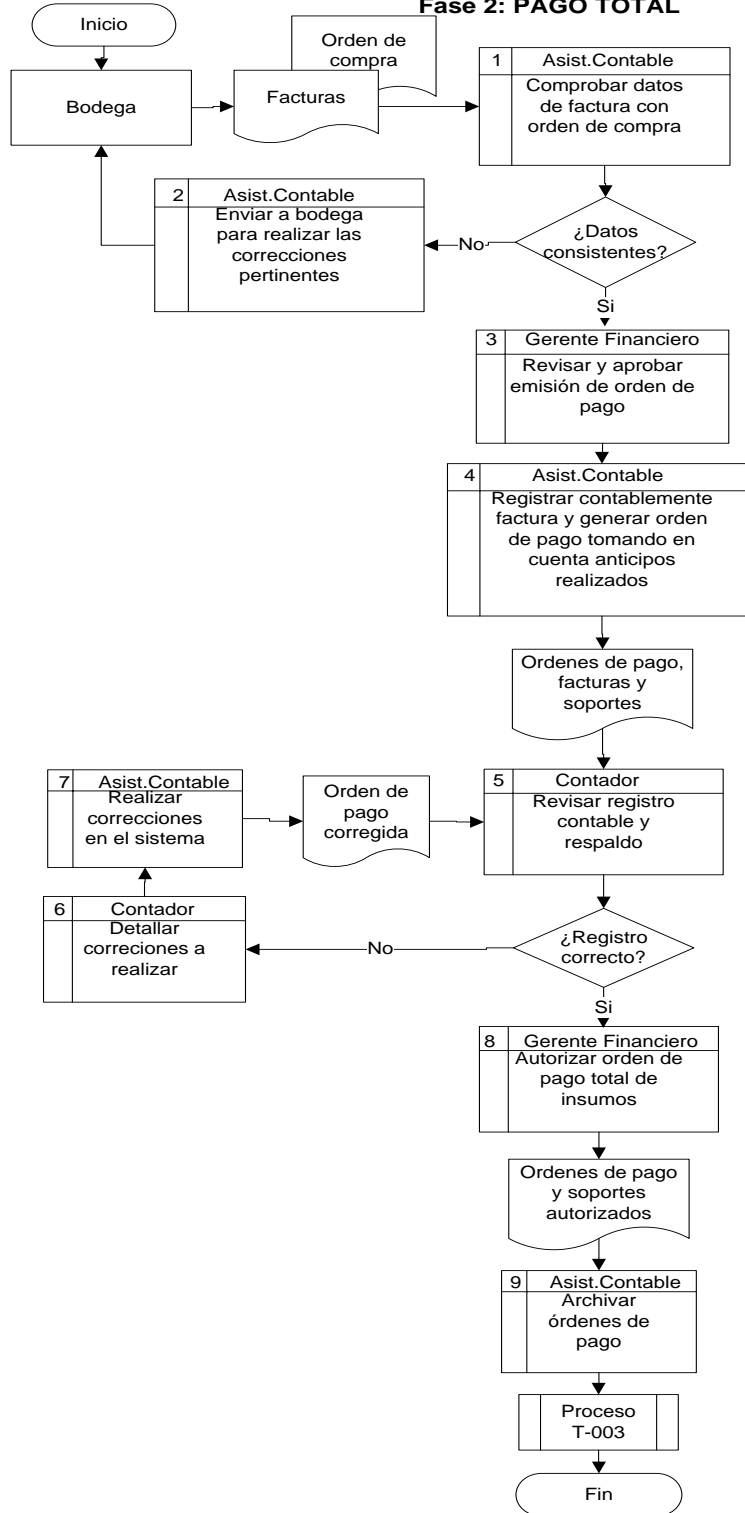 Fase 2: PAGO TOTAL
Inicio
Bodega
Orden de
compra
Facturas
1 Asist.Contable
Comprobar datos
de factura con
orden de compra
2 Asist.Contable
Enviar a bodega
para realizar las
correcciones
pertinentes
No
¿Datos
consistentes?
Si
3 Gerente Financiero
Revisar y aprobar
emisión de orden de
pago
4 Asist.Contable
Registrar contablemente
factura y generar orden
de pago tomando en
cuenta anticipos
realizados
Ordenes de pago,
facturas y
soportes
7 Asist.Contable
Realizar
correcciones
en el sistema
Orden de
pago
corregida
5 Contador
Revisar registro
contable y
respaldo
6 Contador
Detallar
correciones a
realizar
No
¿Registro
correcto?
Si
8 Gerente Financiero
Autorizar orden de
pago total de
insumos
Ordenes de pago
y soportes
autorizados
9 Asist.Contable
Archivar
órdenes de
pago
Proceso
T-003
Fin